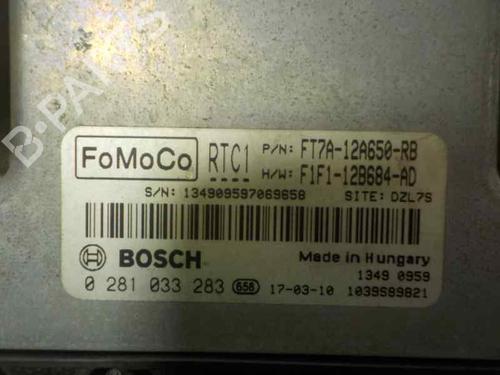 B-PARTS
FoMoCo RTC1 P/N: FT7A-12A650-RB
H/W: F1F1-12B684-AD
S/N: 134909597069658 SITE: DZL7S
BOSCH Made in Hungary
1349 0959
0 281 033 283 656 17-03-10 1039S89821